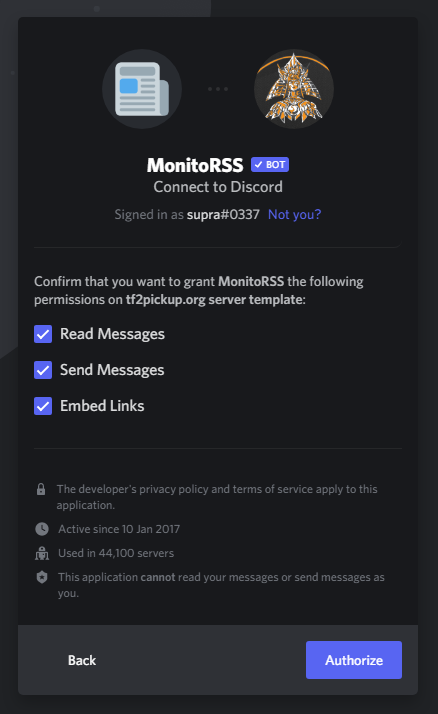 MonitoRSS BOT
Connect to Discord
Signed in as supra#0337 Not you?
Confirm that you want to grant MonitoRSS the following
permissions on tf2pickup.org server template:
Read Messages
Send Messages
Embed Links
The developer's privacy policy and terms of service apply to this
application.
Active since 10 Jan 2017
Used in 44,100 servers
This application cannot read your messages or send messages as
you.
Back Authorize